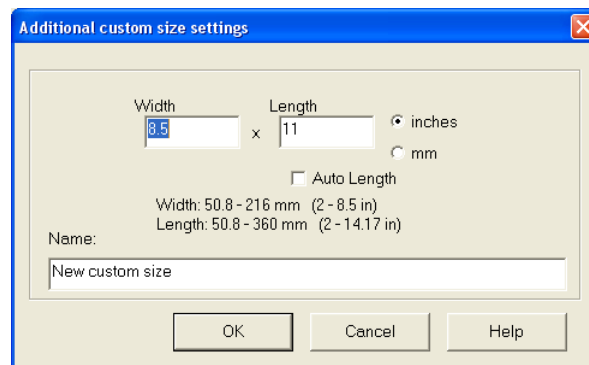 Additional custom size settings
Width Length
8.5 x 11 inches
mm
Auto Length
Width: 50.8 - 216 mm (2 - 8.5 in)
Length: 50.8 - 360 mm (2 - 14.17 in)
Name:
New custom size
OK Cancel Help